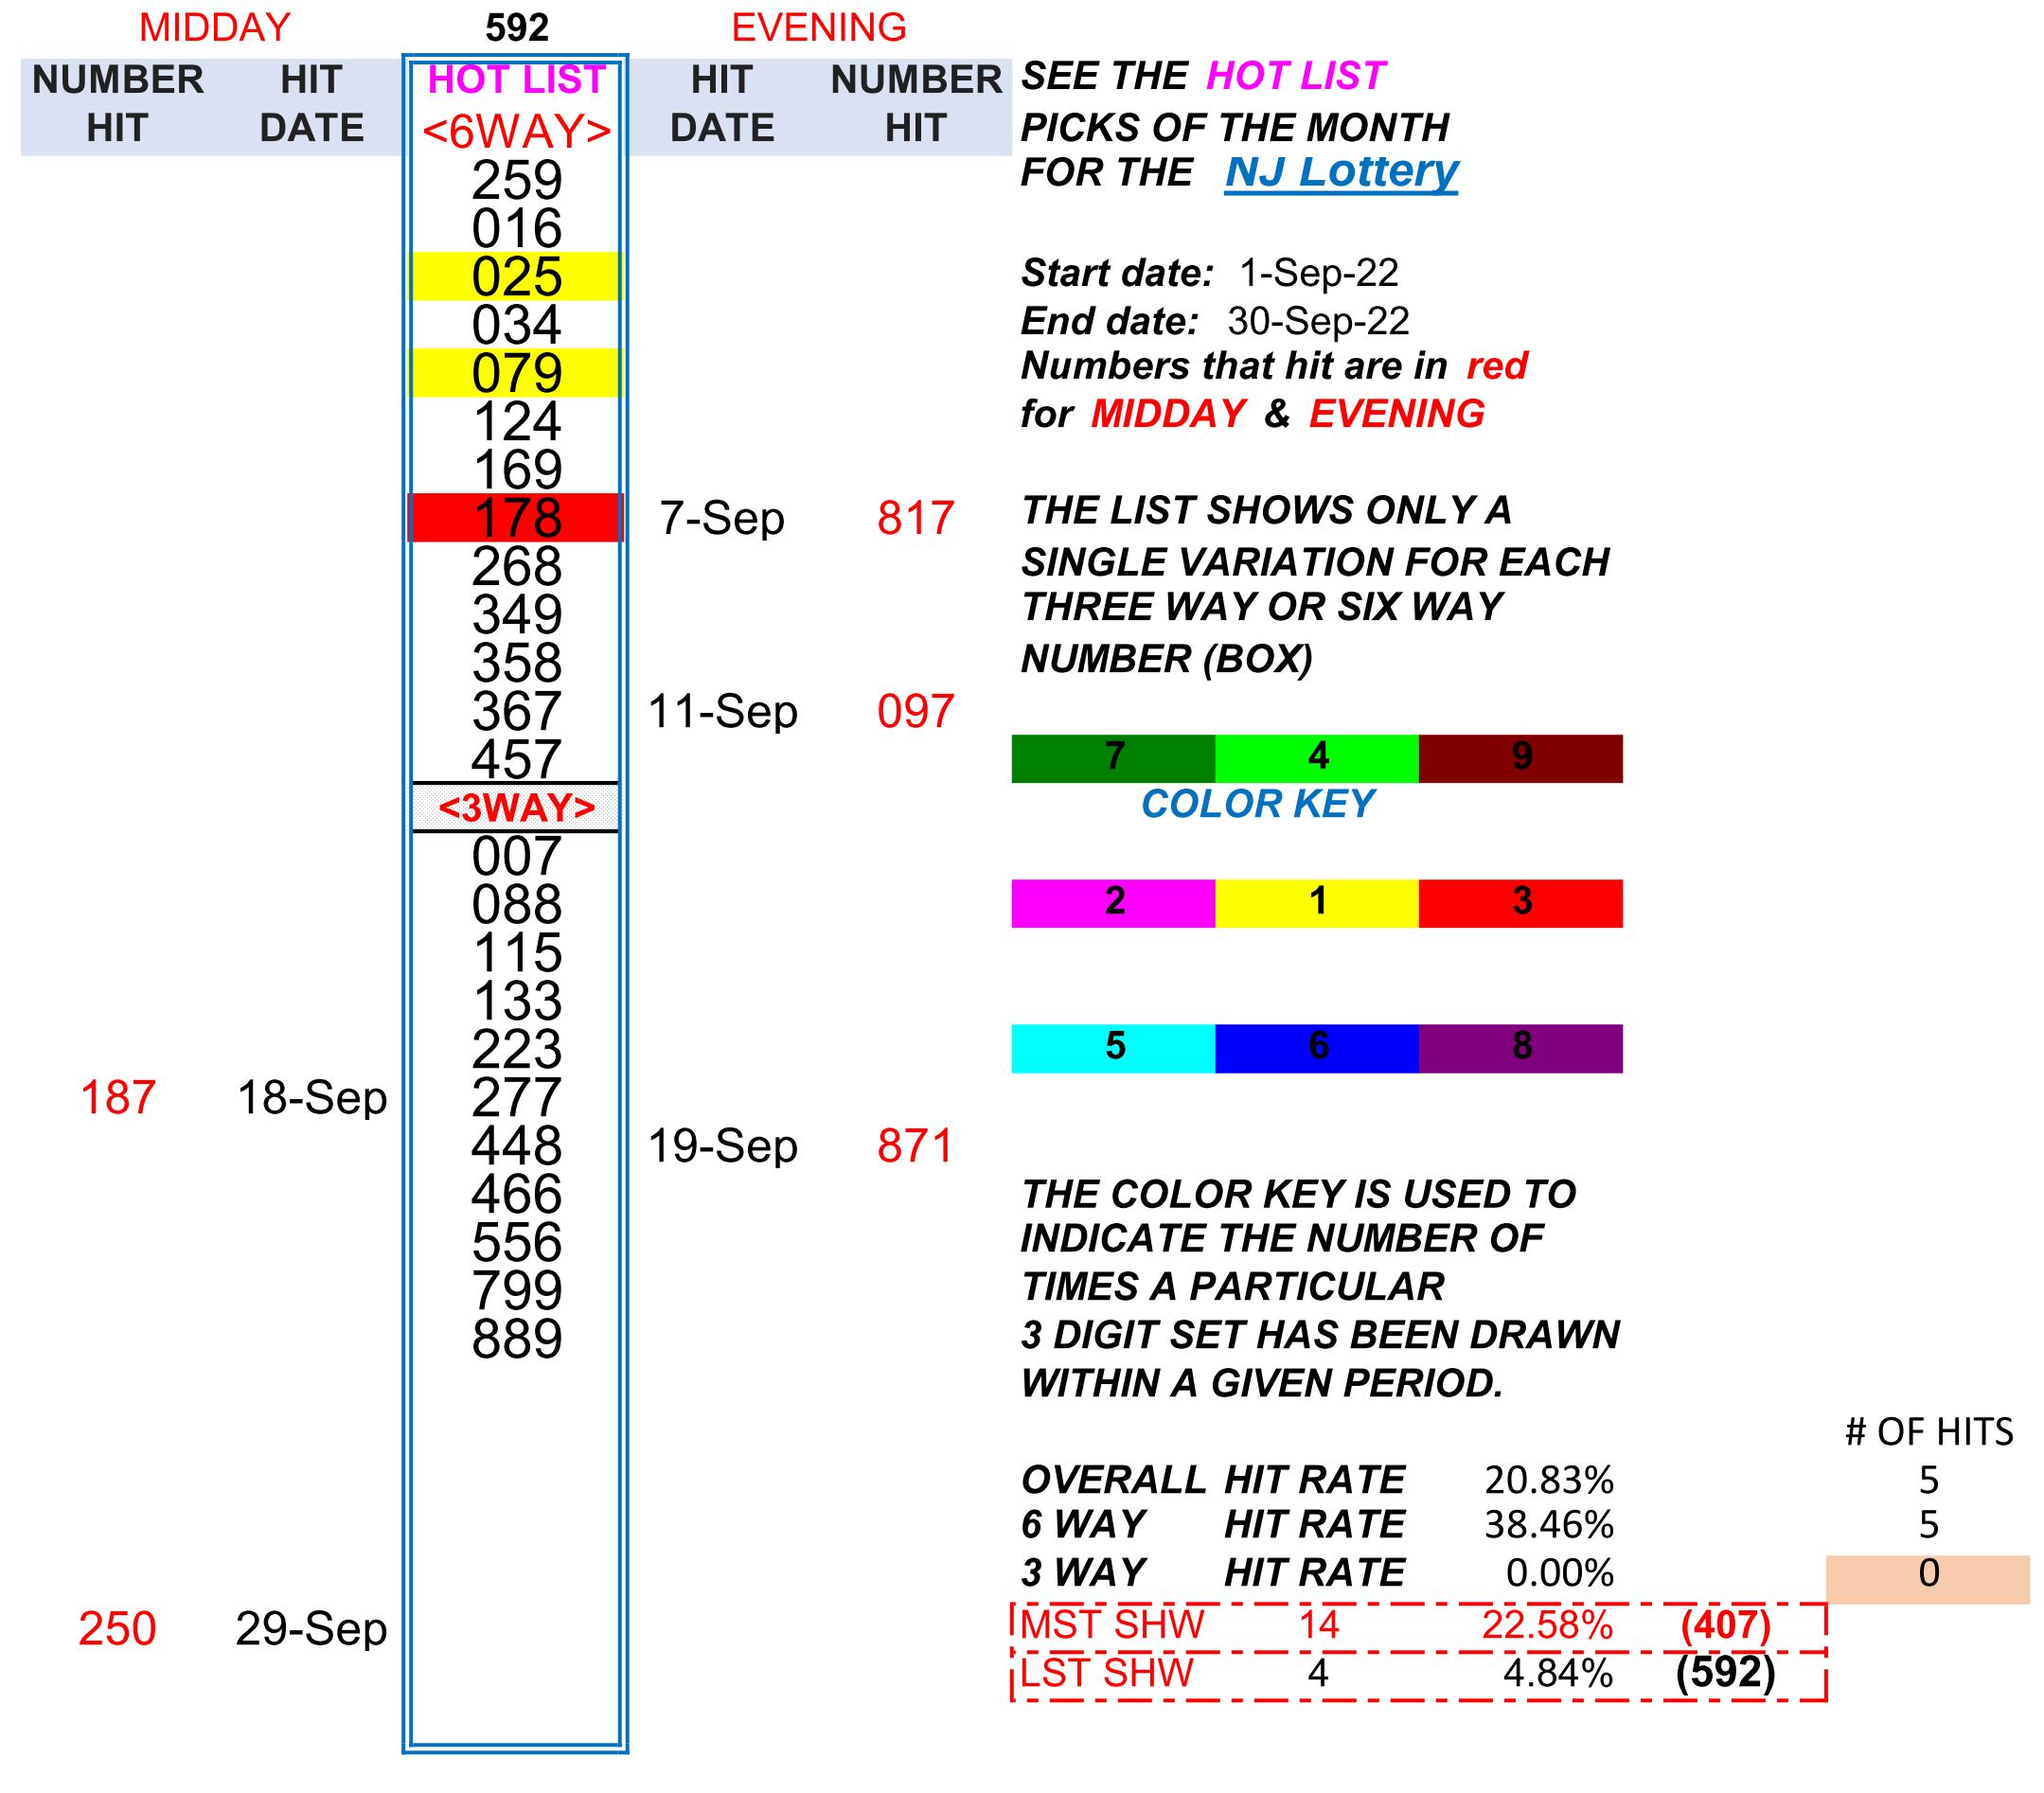 MIDDAY 592 EVENING
NUMBER HIT HOT LIST HIT NUMBER SEE THE HOT LIST
HIT DATE <6WAY> DATE HIT PICKS OF THE MONTH
259 FOR THE NJ Lottery
016
025 Start date: 1-Sep-22
034 End date: 30-Sep-22
079 Numbers that hit are in red
124 for MIDDAY & EVENING
169
178 7-Sep 817 THE LIST SHOWS ONLY A
268 SINGLE VARIATION FOR EACH
349 THREE WAY OR SIX WAY
358 NUMBER (BOX)
367 11-Sep 097
457 7 4 9
<3WAY> COLOR KEY
007
088 2 1 3
115
133
223 5 6 8
187 18-Sep 277
448 19-Sep 871
466 THE COLOR KEY IS USED TO
556 INDICATE THE NUMBER OF
799 TIMES A PARTICULAR
889 3 DIGIT SET HAS BEEN DRAWN
WITHIN A GIVEN PERIOD.
# OF HITS
OVERALL HIT RATE 20.83% 5
6 WAY HIT RATE 38.46% 5
3 WAY HIT RATE 0.00% 0
250 29-Sep MST SHW 14 22.58% (407)
LST SHW 4 4.84% (592)